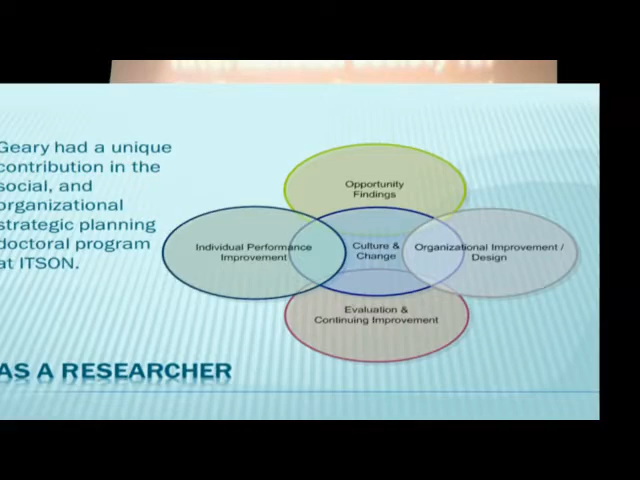 Geary had a unique
contribution in the
social, and
organizational
strategic planning
doctoral program
at ITSON.
Opportunity
Findings
Individual Performance
Improvement
Culture &
Change
Organizational Improvement /
Design
Evaluation &
Continuing Improvement
AS A RESEARCHER